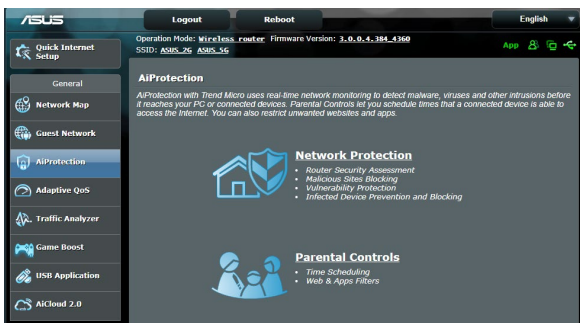 ASUS
Logout
Reboot
English
Quick Internet
Setup
Operation Mode: Wireless router Firmware Version: 3.0.0.4.384_4360
SSID: ASUS_2G ASUS_5G
App
General
Network Map
Guest Network
AiProtection
Adaptive QoS
Traffic Analyzer
Game Boost
USB Application
AiCloud 2.0
AiProtection
AiProtection with Trend Micro uses real-time network monitoring to detect malware, viruses and other intrusions before
it reaches your PC or connected devices. Parental Controls let you schedule times that a connected device is able to
access the Internet. You can also restrict unwanted websites and apps.
Network Protection
• Router Security Assessment
• Malicious Sites Blocking
• Vulnerability Protection
• Infected Device Prevention and Blocking
Parental Controls
• Time Scheduling
• Web & Apps Filters